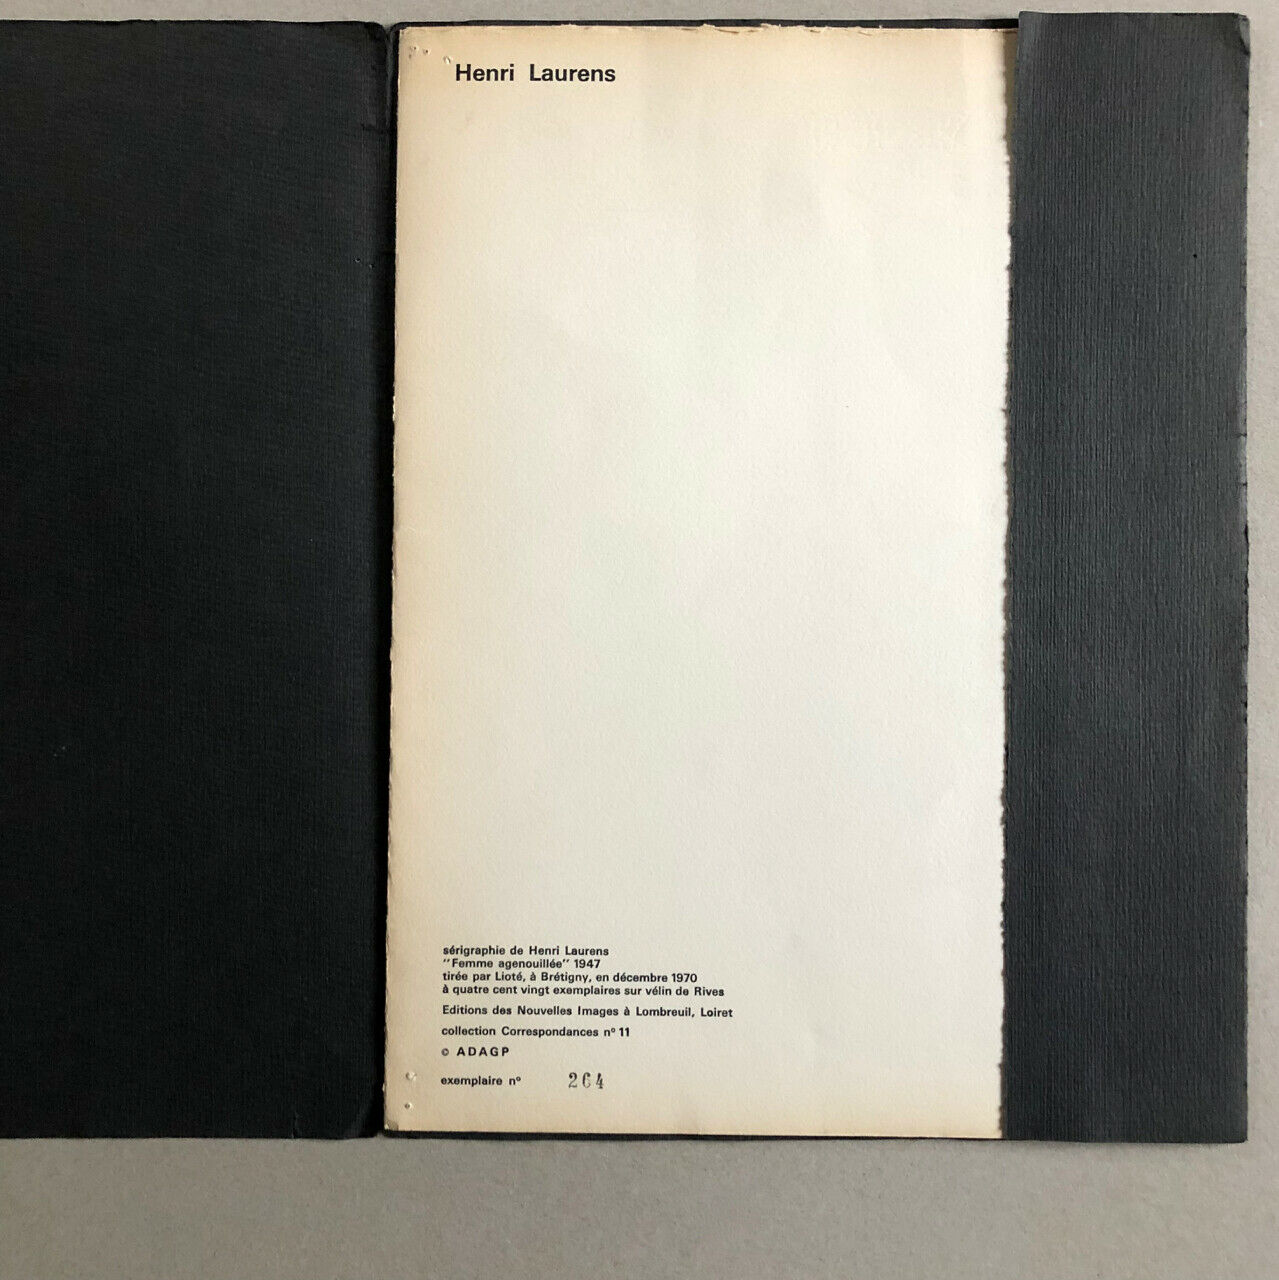 Henri Laurens
sérigraphie de Henri Laurens
"Femme agenouillée" 1947
tirée par Lioté, à Brétigny, en décembre 1970
à quatre cent vingt exemplaires sur vélin de Rives
Editions des Nouvelles Images à Lombreuil, Loiret
collection Correspondances n° 11
© ADAGP
exemplaire n° 264